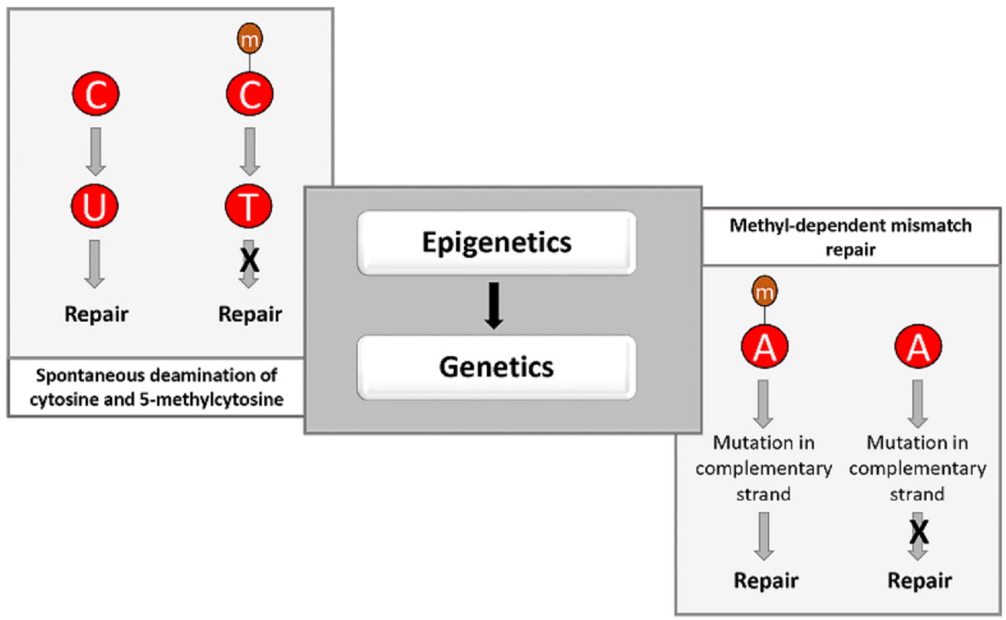 m
C C
U T
X
Repair Repair
Spontaneous deamination of
cytosine and 5-methylcytosine
Epigenetics
Genetics
Methyl-dependent mismatch
repair
m
A A
Mutation in Mutation in
complementary complementary
strand strand
X
Repair Repair